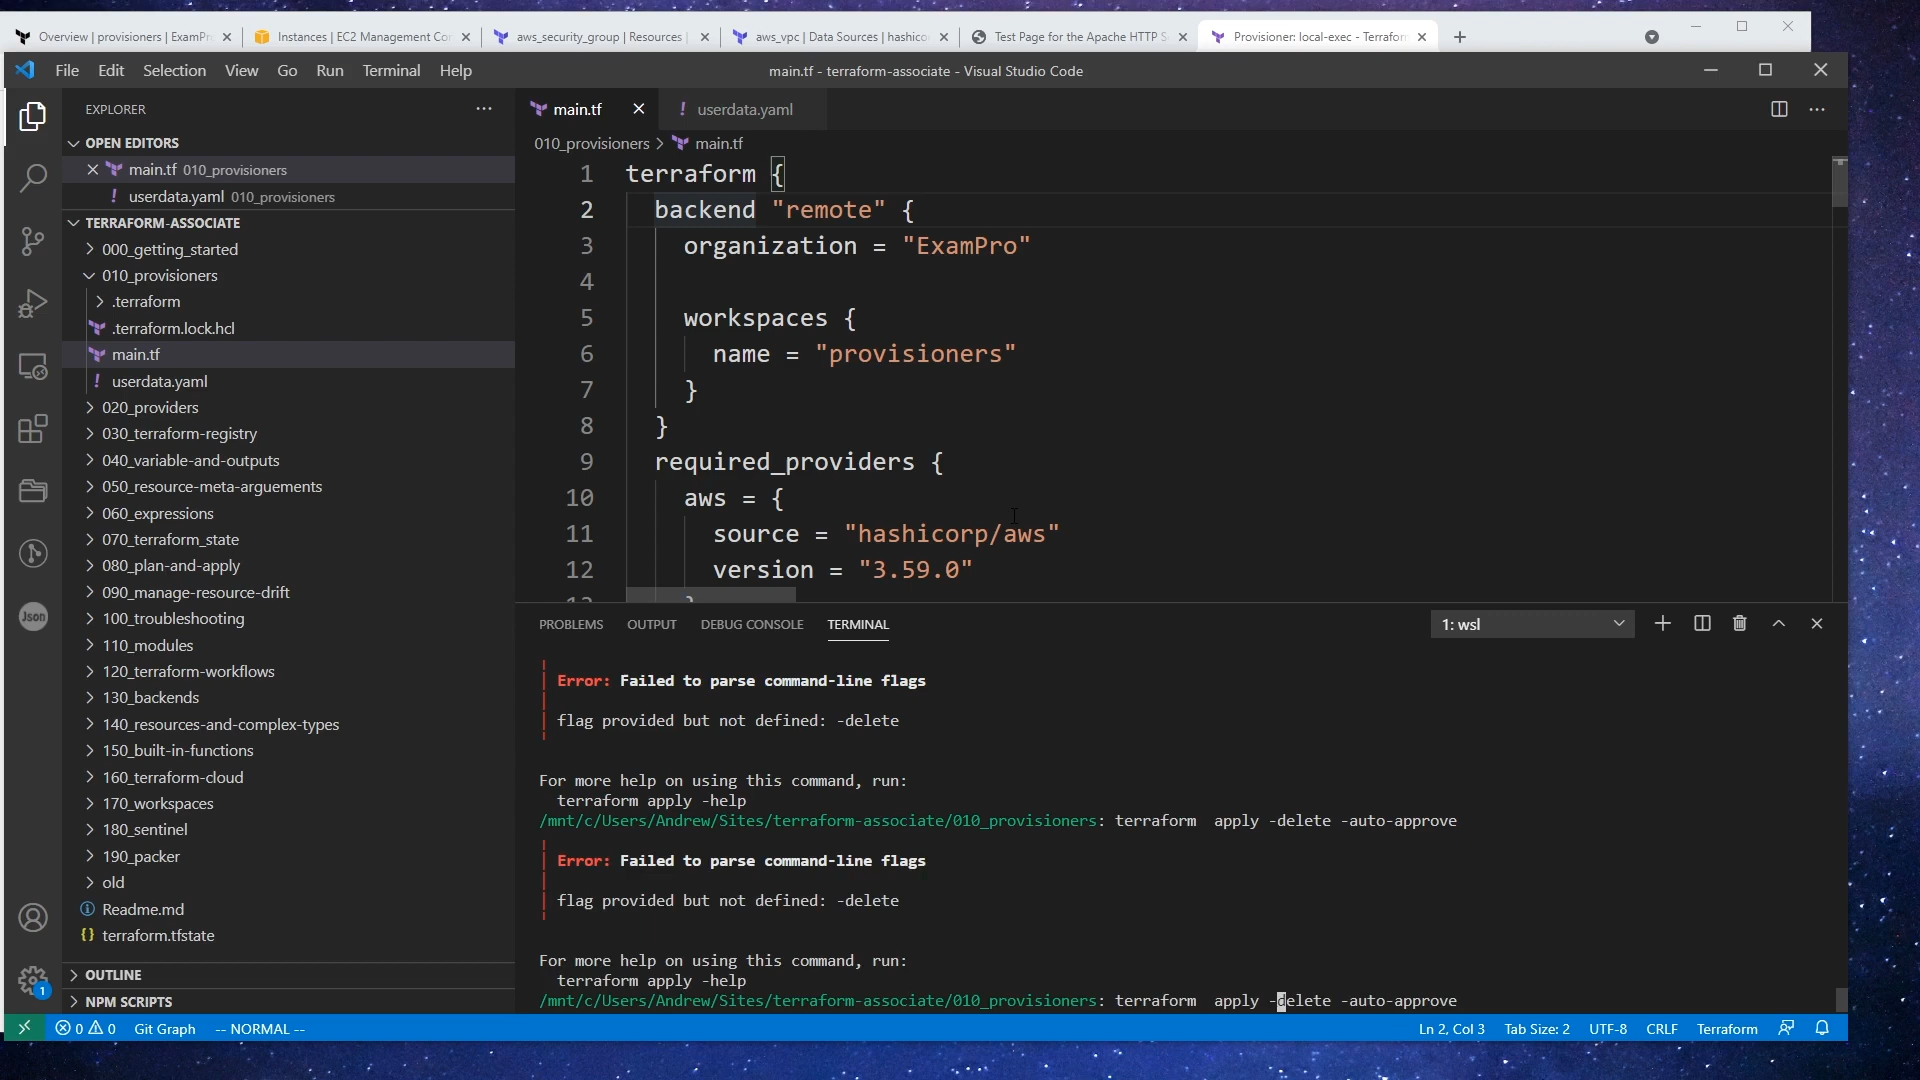 Overview | provisioners | ExamPr
Instances | EC2 Management Co
aws_security_group | Resources |
aws_vpc | Data Sources | hashico
Test Page for the Apache HTTP S
Provisioner: local-exec - Terraform
File Edit Selection View Go Run Terminal Help
main.tf - terraform-associate - Visual Studio Code
EXPLORER
OPEN EDITORS
main.tf 010_provisioners
userdata.yaml 010_provisioners
TERRAFORM-ASSOCIATE
000_getting_started
010_provisioners
.terraform
.terraform.lock.hcl
main.tf
userdata.yaml
020_providers
030_terraform-registry
040_variable-and-outputs
050_resource-meta-arguements
060_expressions
070_terraform_state
080_plan-and-apply
090_manage-resource-drift
100_troubleshooting
110_modules
120_terraform-workflows
130_backends
140_resources-and-complex-types
150_built-in-functions
160_terraform-cloud
170_workspaces
180_sentinel
190_packer
old
Readme.md
terraform.tfstate
OUTLINE
NPM SCRIPTS
Json
1
main.tf
userdata.yaml
010_provisioners > main.tf
1 terraform {
2 backend "remote" {
3 organization = "ExamPro"
4
5 workspaces {
6 name = "provisioners"
7 }
8 }
9 required_providers {
10 aws = {
11 source = "hashicorp/aws"
12 version = "3.59.0"
13 }
PROBLEMS OUTPUT DEBUG CONSOLE TERMINAL
1: wsl
Error: Failed to parse command-line flags
flag provided but not defined: -delete
For more help on using this command, run:
terraform apply -help
/mnt/c/Users/Andrew/Sites/terraform-associate/010_provisioners: terraform  apply -delete -auto-approve
Error: Failed to parse command-line flags
flag provided but not defined: -delete
For more help on using this command, run:
terraform apply -help
/mnt/c/Users/Andrew/Sites/terraform-associate/010_provisioners: terraform  apply -delete -auto-approve
0 0 Git Graph -- NORMAL --
Ln 2, Col 3 Tab Size: 2 UTF-8 CRLF Terraform